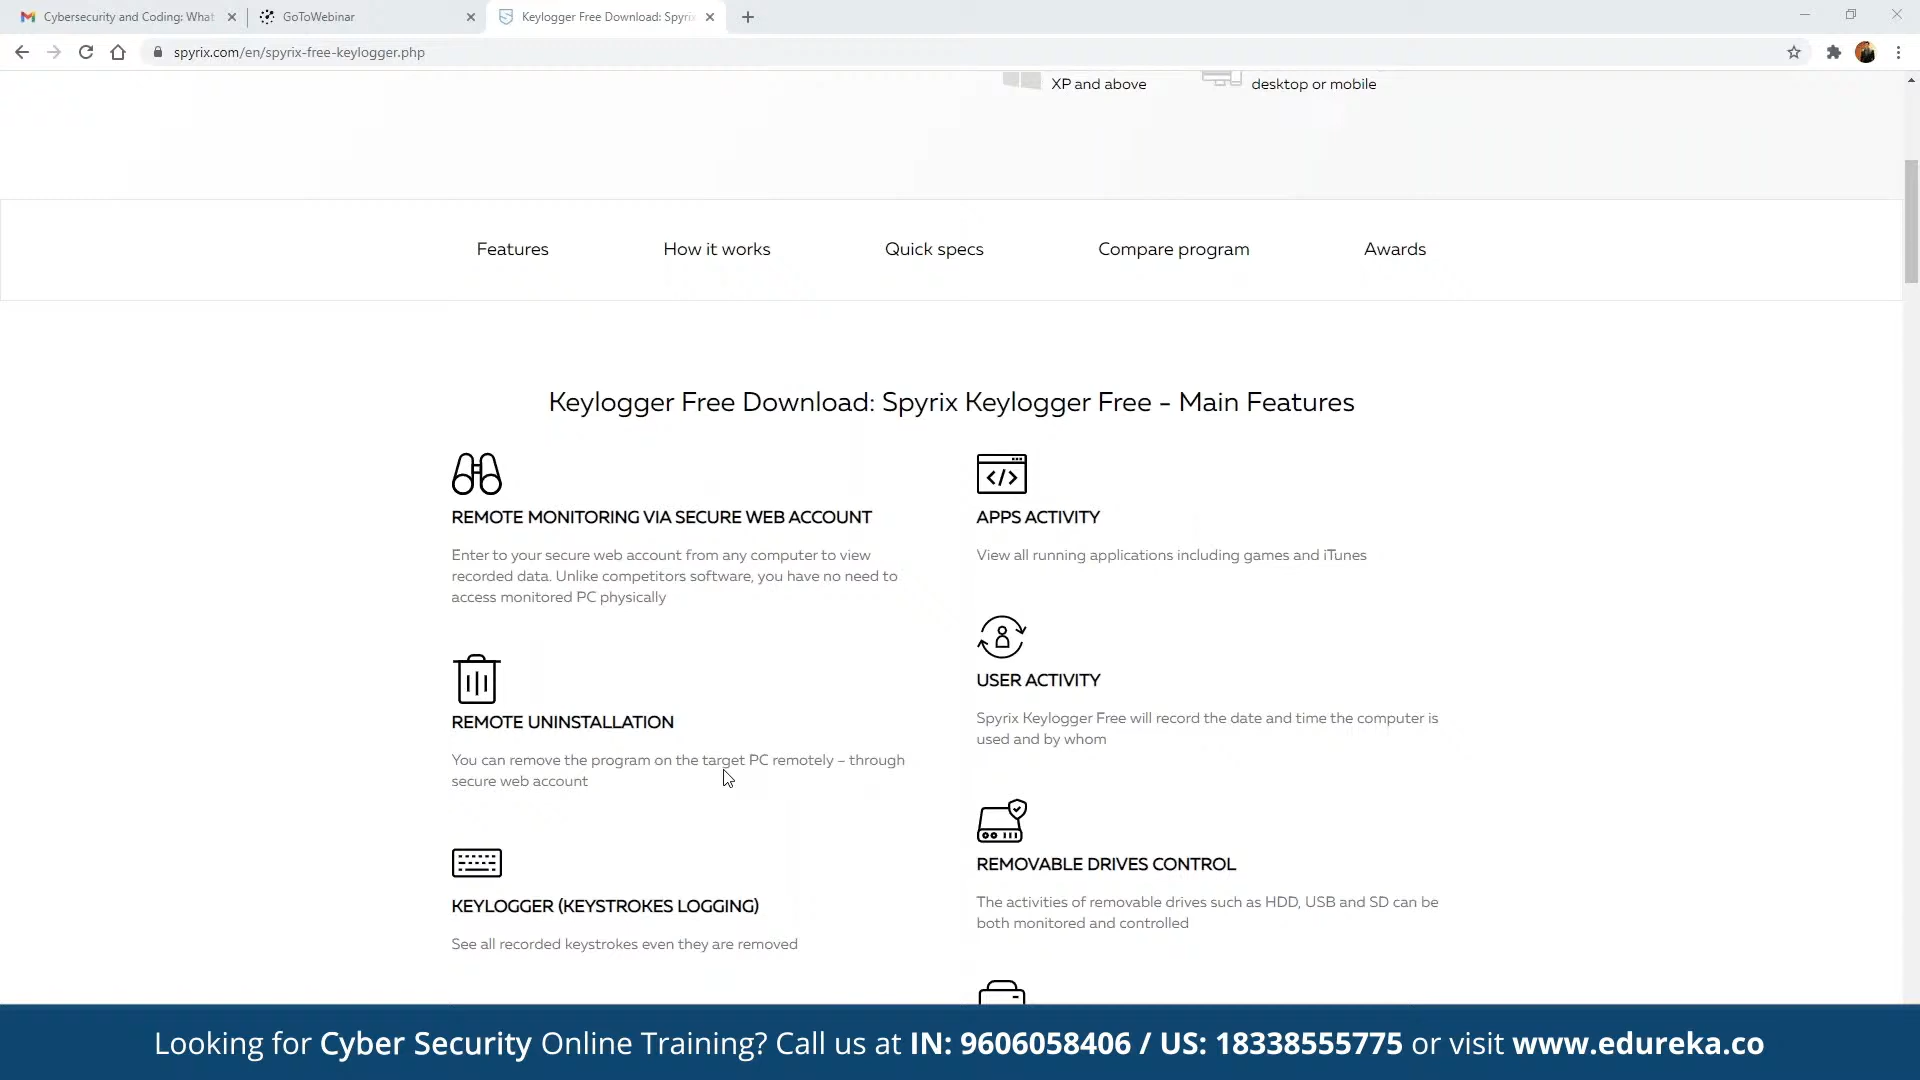 Cybersecurity and Coding: What
GoToWebinar
Keylogger Free Download: Spyrix
spyrix.com/en/spyrix-free-keylogger.php
XP and above
desktop or mobile
Features
How it works
Quick specs
Compare program
Awards
Keylogger Free Download: Spyrix Keylogger Free - Main Features
REMOTE MONITORING VIA SECURE WEB ACCOUNT
Enter to your secure web account from any computer to view
recorded data. Unlike competitors software, you have no need to
access monitored PC physically
REMOTE UNINSTALLATION
You can remove the program on the target PC remotely – through
secure web account
KEYLOGGER (KEYSTROKES LOGGING)
See all recorded keystrokes even they are removed
APPS ACTIVITY
View all running applications including games and iTunes
USER ACTIVITY
Spyrix Keylogger Free will record the date and time the computer is
used and by whom
REMOVABLE DRIVES CONTROL
The activities of removable drives such as HDD, USB and SD can be
both monitored and controlled
Looking for Cyber Security Online Training? Call us at IN: 9606058406 / US: 18338555775 or visit www.edureka.co